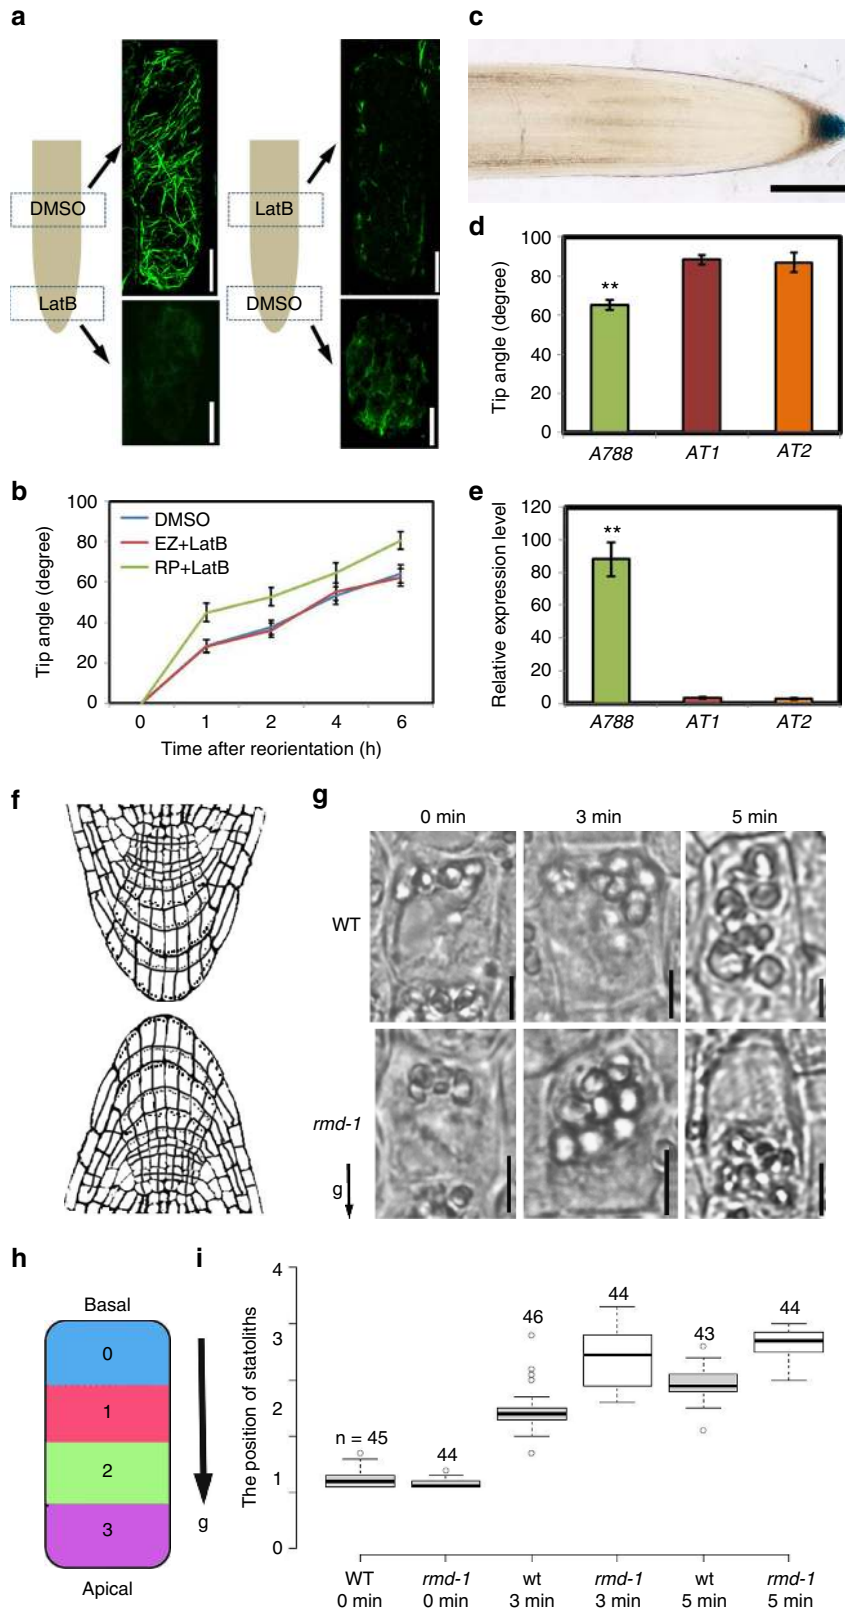 a
DMSO
LatB
LatB
DMSO
b
100
80
60
40
20
0
Tip angle (degree)
DMSO
EZ+LatB
RP+LatB
0 1 2 4 6
Time after reorientation (h)
c
d
100
80
60
40
20
0
Tip angle (degree)
**
A788 AT1 AT2
e
120
100
80
60
40
20
0
Relative expression level
**
A788 AT1 AT2
f
g
0 min 3 min 5 min
WT
rmd-1
g
h
Basal
0
1
2
3
Apical
g
i
4
3
2
1
0
The position of statoliths
n = 45
44
46
44
43
44
WT rmd-1 wt rmd-1 wt rmd-1
0 min 0 min 3 min 3 min 5 min 5 min